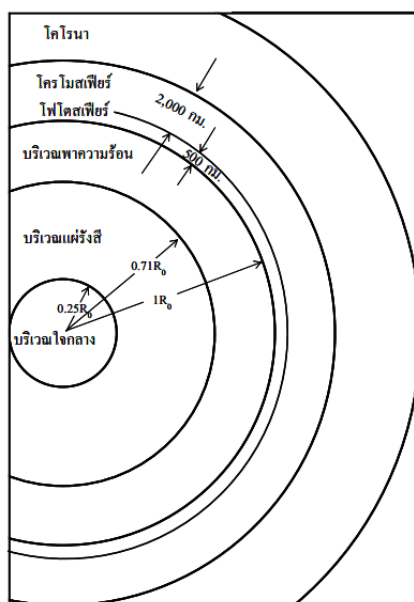 โคโรนา
โครโมสเฟียร์
2,000 กม.
โฟโตสเฟียร์
500 กม.
บริเวณพาความร้อน
บริเวณแผ่รังสี
0.71R₀
0.25R₀
1R₀
บริเวณใจกลาง